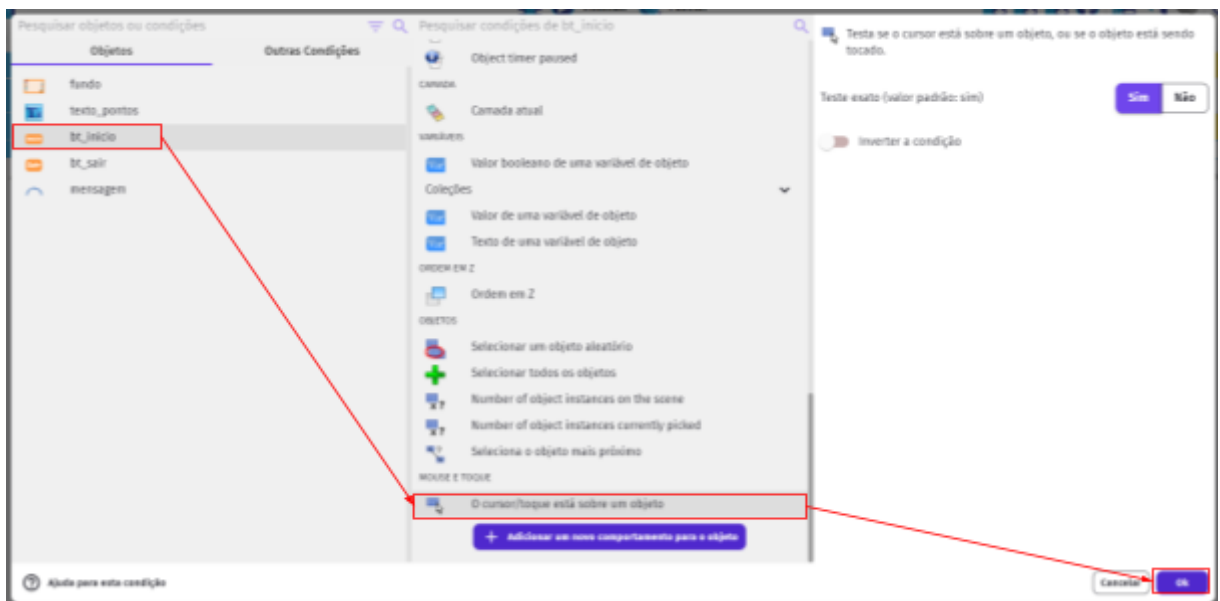 Pesquisar objetos ou condições
Objetos
Outras Condições
fundo
texto_pontos
bt_inicio
bt_sair
mensagem
Pesquisar condições de bt_inicio
Object timer paused
CAMADA
Camada atual
VARIÁVEIS
Valor booleano de uma variável de objeto
Coleções
Valor de uma variável de objeto
Texto de uma variável de objeto
ORDEM EM Z
Ordem em Z
OBJETOS
Selecionar um objeto aleatório
Selecionar todos os objetos
Number of object instances on the scene
Number of object instances currently picked
Seleciona o objeto mais próximo
MOUSE E TOQUE
O cursor/toque está sobre um objeto
+ Adicionar um novo comportamento para o objeto
Testa se o cursor está sobre um objeto, ou se o objeto está sendo
tocado.
Teste exato (valor padrão: sim)
Sim
Não
Inverter a condição
Ajuda para esta condição
Cancelar
Ok